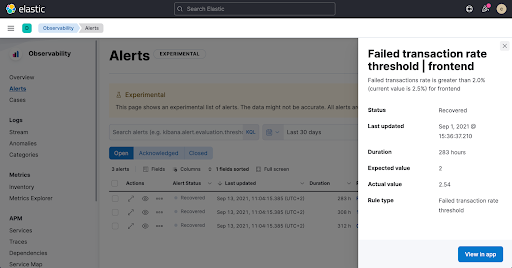 elastic
Search Elastic
Observability
Alerts
Observability
Overview
Alerts
Cases
Logs
Stream
Anomalies
Categories
Metrics
Inventory
Metrics Explorer
APM
Services
Traces
Dependencies
Service Map
Alerts
EXPERIMENTAL
Experimental
This page shows an experimental list of alerts. The data might not be accurate. All alerts are
Search alerts (e.g. kibana.alert.evaluation.thresho
KQL
Last 30 days
Open
Acknowledged
Closed
3 alerts
Fields
Columns
1 fields sorted
Full screen
Actions
Alert Status
Last updated
Duration
Recovered
Sep 13, 2021, 11:04:15.385 (UTC+2)
Recovered
Sep 13, 2021, 11:04:15.385 (UTC+2)
Recovered
Sep 13, 2021, 11:04:15.385 (UTC+2)
Failed transaction rate
threshold | frontend
Failed transactions rate is greater than 2.0%
(current value is 2.5%) for frontend
Status
Recovered
Last updated
Sep 1, 2021 @
15:36:37.210
Duration
283 hours
Expected value
2
Actual value
2.54
Rule type
Failed transaction rate
threshold
View in app